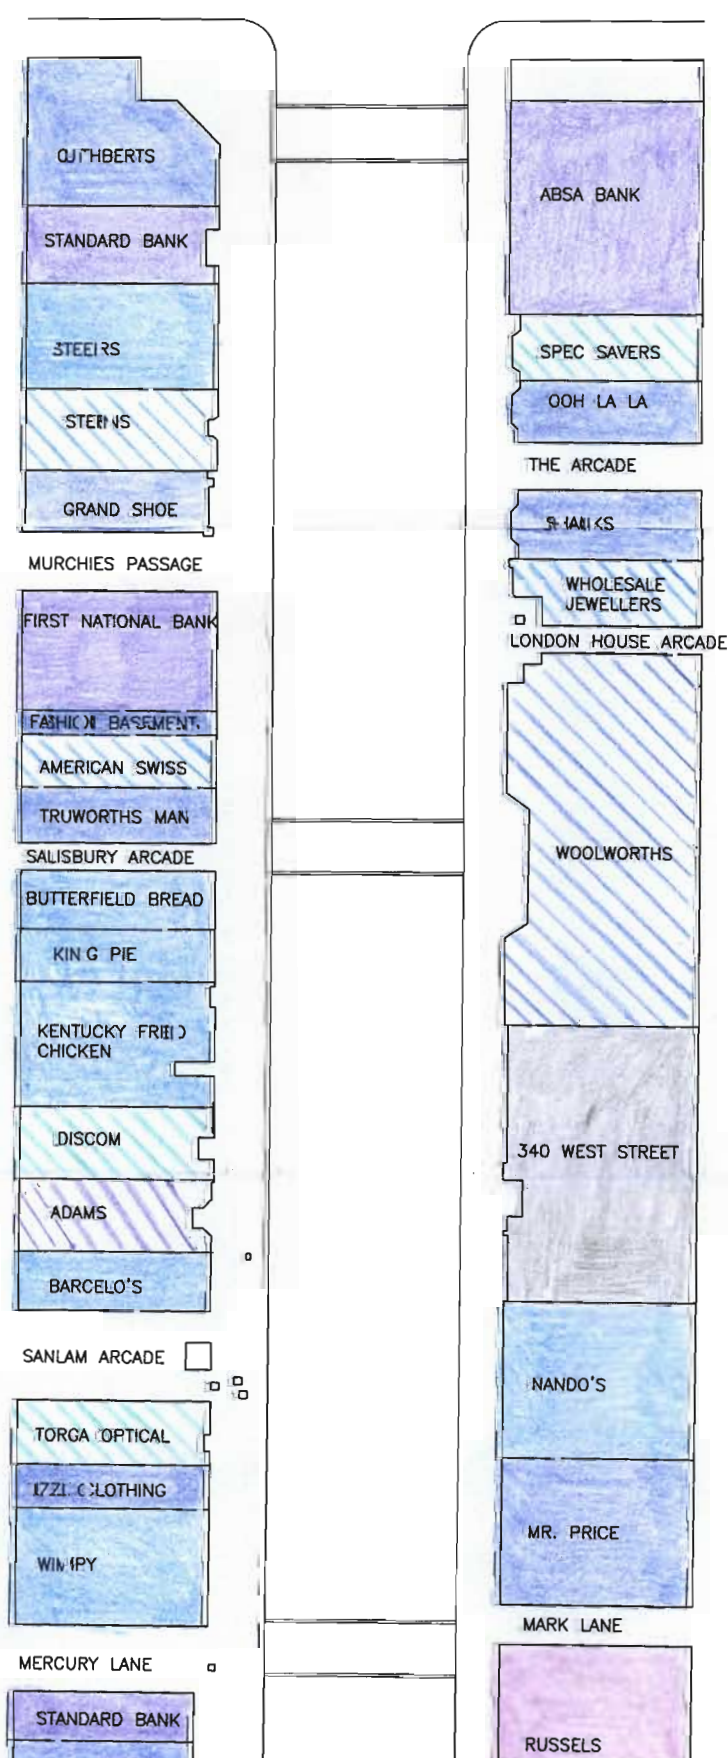 CUTHBERTS
STANDARD BANK
STEERS
STERNS
GRAND SHOE
MURCHIES PASSAGE
FIRST NATIONAL BANK
FASHION BASEMENT
AMERICAN SWISS
TRUWORTHS MAN
SALISBURY ARCADE
BUTTERFIELD BREAD
KING PIE
KENTUCKY FRIED
CHICKEN
DISCOM
ADAMS
BARCELO'S
SANLAM ARCADE
TORGA OPTICAL
CLOTHING
WIMPY
MERCURY LANE
STANDARD BANK
ABSA BANK
SPEC SAVERS
OOH LA LA
THE ARCADE
WHOLESALE
JEWELLERS
LONDON HOUSE ARCADE
WOOLWORTHS
340 WEST STREET
NANDO'S
MR. PRICE
MARK LANE
RUSSELS